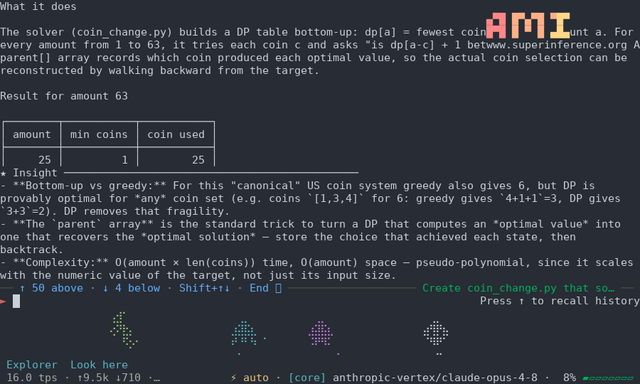 What it does
AMI
The solver (coin_change.py) builds a DP table bottom-up: dp[a] = fewest coin unt a. For
every amount from 1 to 63, it tries each coin c and asks "is dp[a-c] + 1 betwww.superinference.org A
parent[] array records which coin produced each optimal value, so the actual coin selection can be
reconstructed by walking backward from the target.
Result for amount 63
amount │ min coins │ coin used
25 │ 1 │ 25
★ Insight
- **Bottom-up vs greedy:** For this "canonical" US coin system greedy also gives 6, but DP is
provably optimal for *any* coin set (e.g. coins `[1,3,4]` for 6: greedy gives `4+1+1`=3, DP gives
`3+3`=2). DP removes that fragility.
- **The `parent` array** is the standard trick to turn a DP that computes an *optimal value* into
one that recovers the *optimal solution* — store the choice that achieved each state, then
backtrack.
- **Complexity:** O(amount × len(coins)) time, O(amount) space — pseudo-polynomial, since it scales
with the numeric value of the target, not just its input size.
↑ 50 above · ↓ 4 below · Shift+↑↓ · End Create coin_change.py that so…
Press ↑ to recall history
Explorer Look here
16.0 tps · ↑9.5k ↓710 ·… ⚡ auto · [core] anthropic-vertex/claude-opus-4-8 · 8%